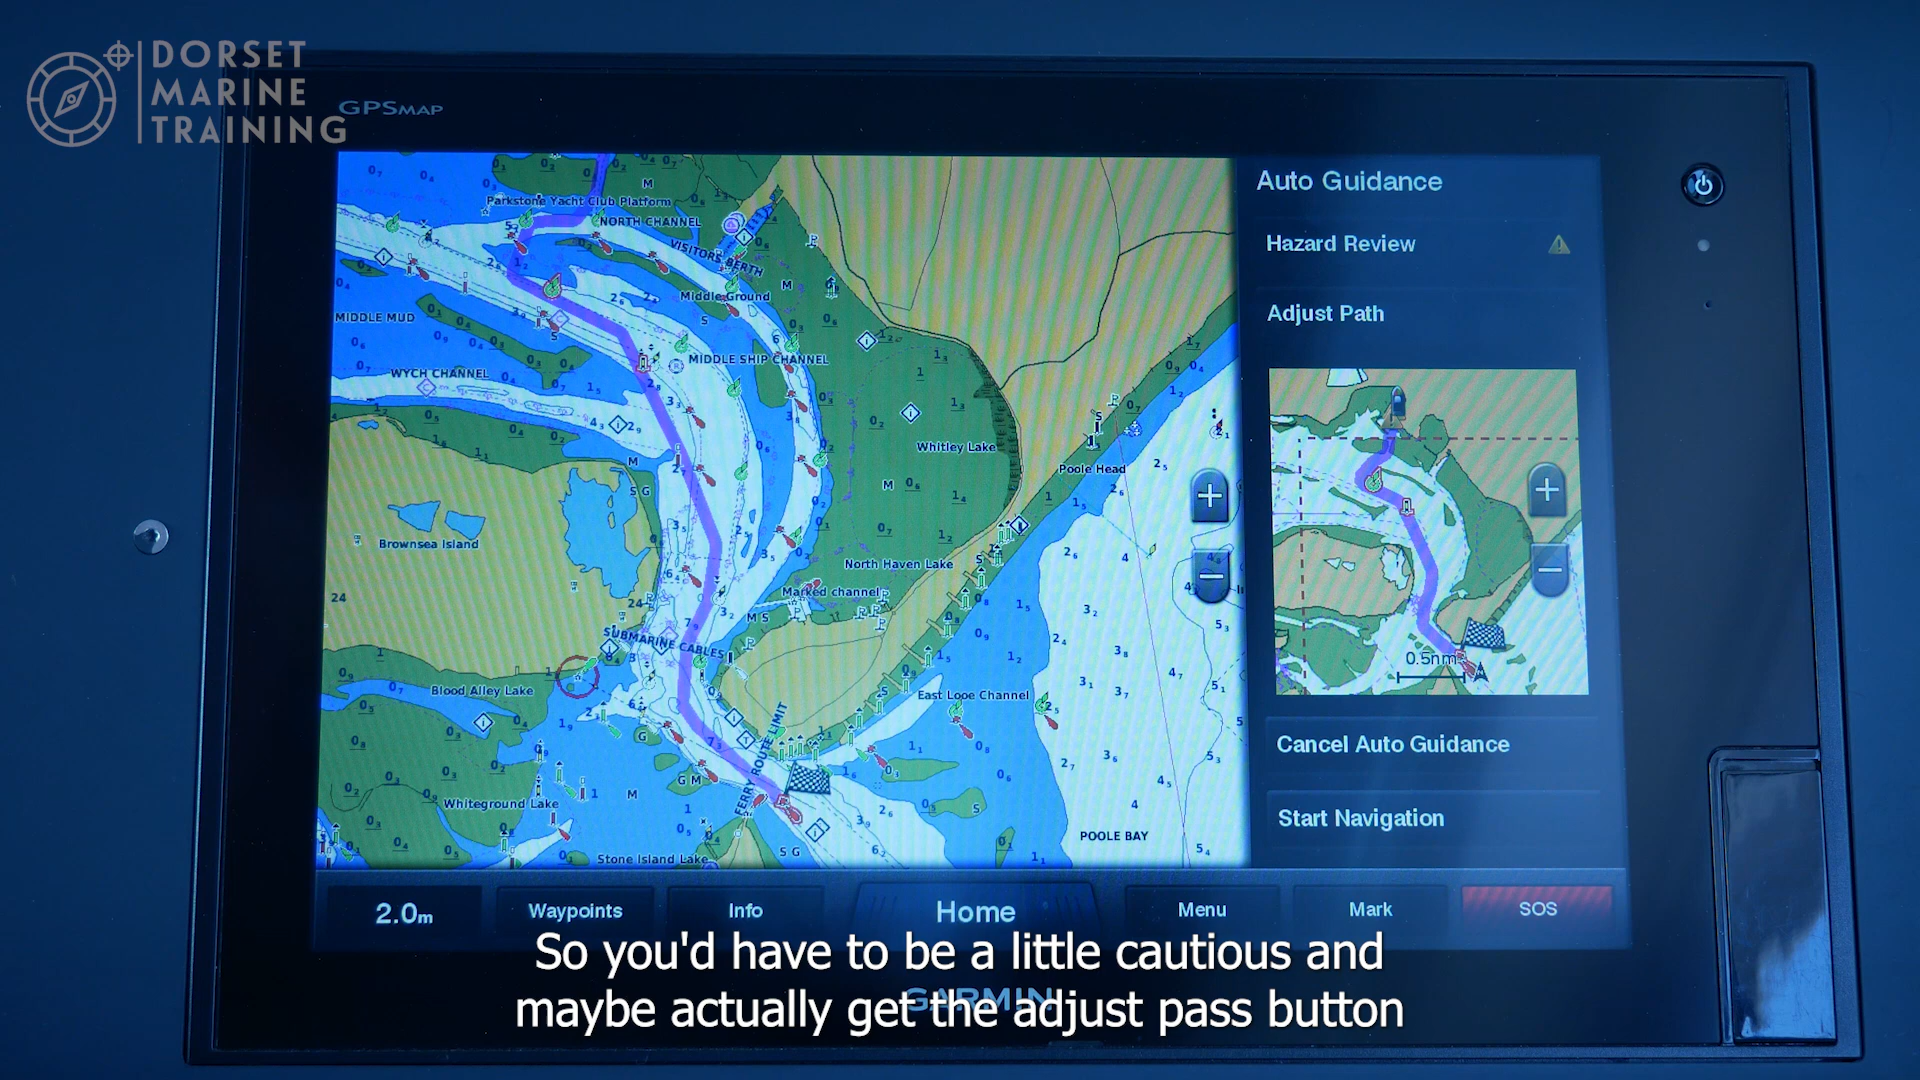 DORSET
MARINE
TRAINING
GPSMAP
Parkstone Yacht Club Platform
NORTH CHANNEL
VISITORS BERTH
Middle Ground
MIDDLE MUD
MIDDLE SHIP CHANNEL
WYCH CHANNEL
Whitley Lake
Poole Head
Brownsea Island
North Haven Lake
Marked channel
SUBMARINE CABLES
Blood Alley Lake
East Looe Channel
FERRY ROUTE LIMIT
Whiteground Lake
Stone Island Lake
POOLE BAY
Auto Guidance
Hazard Review
Adjust Path
0.5nm
Cancel Auto Guidance
Start Navigation
2.0m
Waypoints
Info
Home
Menu
Mark
SOS
GARMIN
So you'd have to be a little cautious and
maybe actually get the adjust pass button